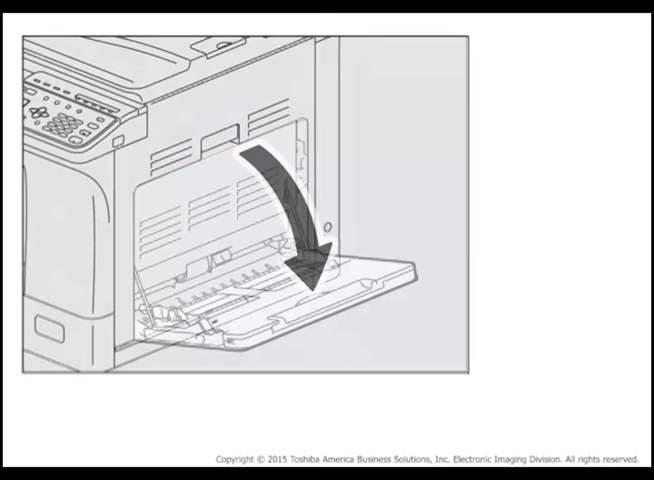 Copyright © 2015 Toshiba America Business Solutions, Inc. Electronic Imaging Division. All rights reserved.